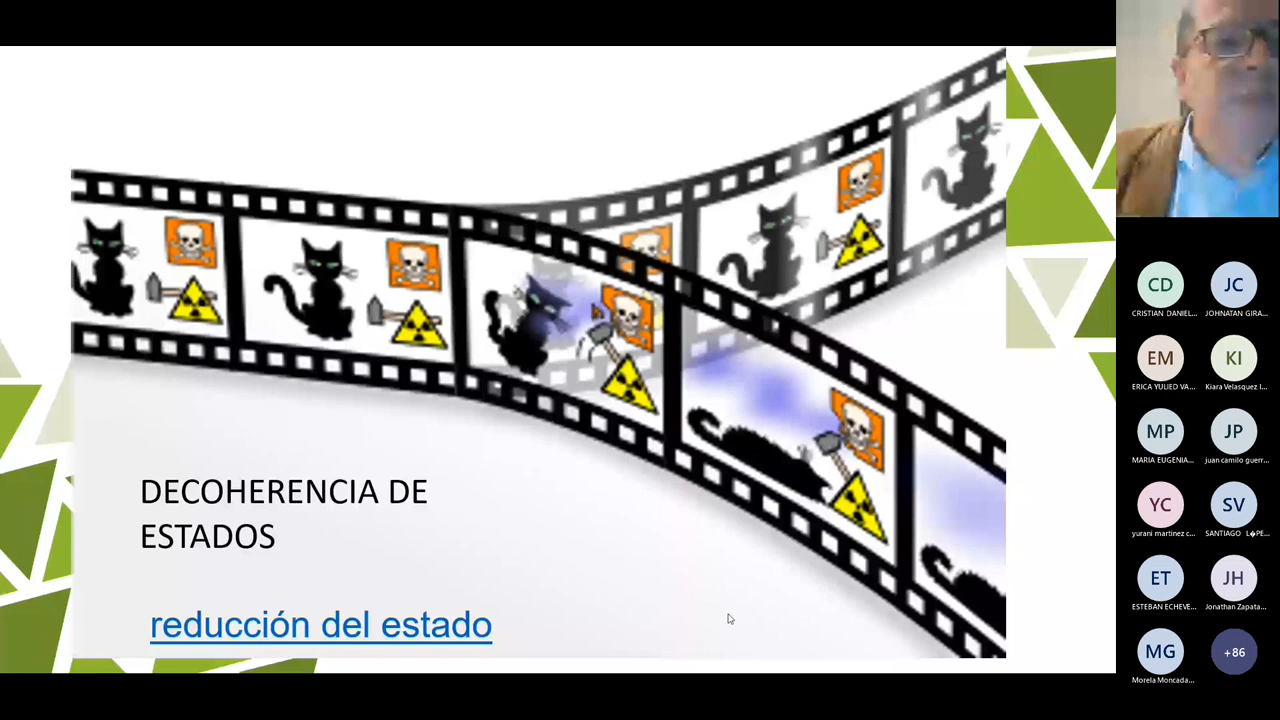 DECOHERENCIA DE
ESTADOS
reducción del estado
CD
JC
CRISTIAN DANIEL...
JOHNATAN GIRA...
EM
KI
ERICA YULIED VA...
Kiara Velasquez I...
MP
JP
MARIA EUGENIA...
juan camilo guerr...
YC
SV
yurani martinez c...
SANTIAGO L�PE...
ET
JH
ESTEBAN ECHEVE...
Jonathan Zapata...
MG
+86
Morela Moncada...